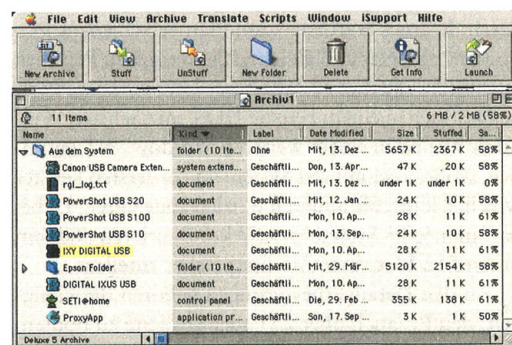 File Edit View Archive Translate Scripts Window iSupport Hilfe
New Archive Stuff UnStuff New Folder Delete Get Info Launch
Archiv1
11 Items 6 MB / 2 MB (58%)
Name Kind Label Date Modified Size Stuffed Sa...
Aus dem System folder (10 Ite... Ohne Mit, 13. Dez ... 5657 K 2367 K 58%
Canon USB Camera Exten... system extens... Geschäftli... Don, 13. Apr... 47 K 20 K 58%
rgl_log.txt document Geschäftli... Mit, 13. Dez ... under 1K under 1K 0%
PowerShot USB S20 document Geschäftli... Mit, 12. Jan ... 24 K 10 K 58%
PowerShot USB S100 document Geschäftli... Mon, 10. Ap... 28 K 11 K 61%
PowerShot USB S10 document Geschäftli... Mon, 13. Sep... 24 K 10 K 58%
IXY DIGITAL USB document Geschäftli... Mon, 10. Ap... 28 K 11 K 61%
Epson Folder folder (10 Ite... Geschäftli... Mit, 29. Mär... 5120 K 2154 K 58%
DIGITAL IXUS USB document Geschäftli... Mon, 10. Ap... 28 K 11 K 61%
SETI@home control panel Geschäftli... Die, 29. Feb ... 355 K 138 K 61%
ProxyApp application pr... Geschäftli... Son, 17. Sep ... 3 K 1 K 50%
Deluxe 5 Archive